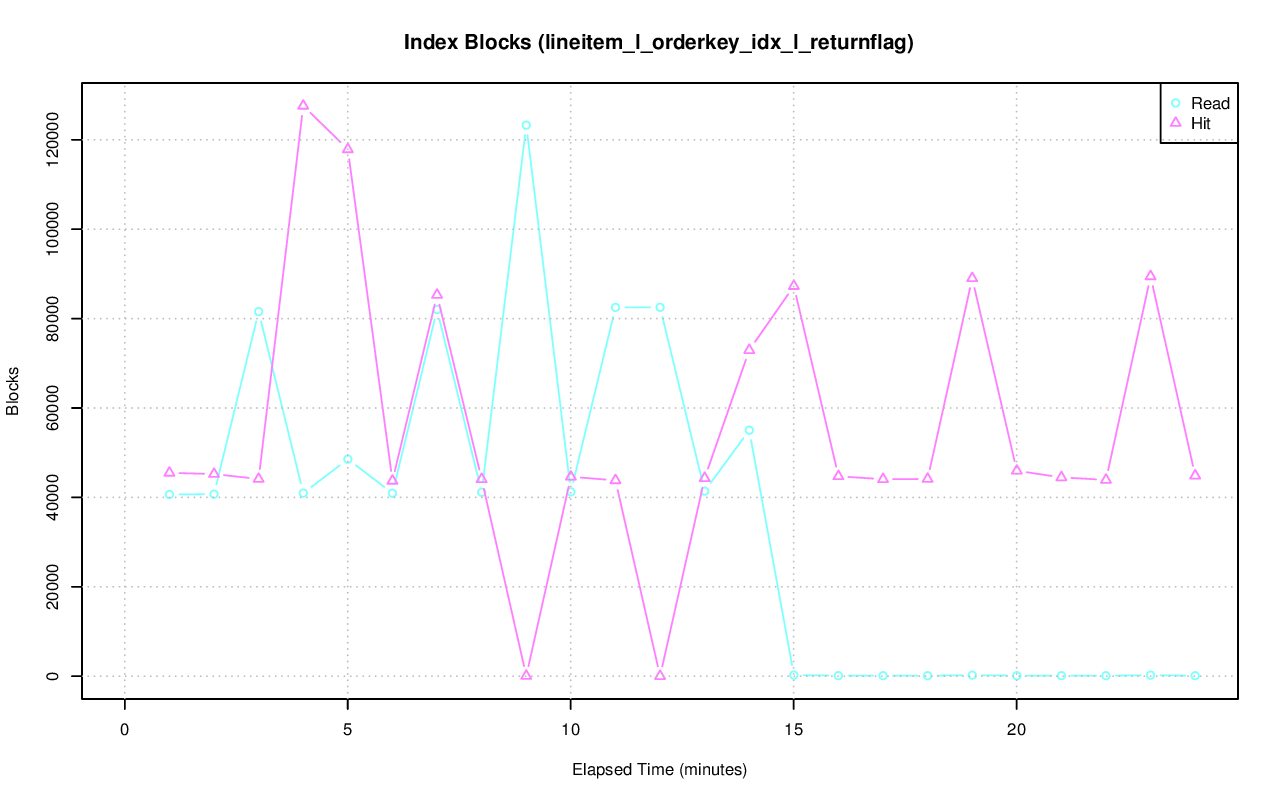 Index Blocks (lineitem_l_orderkey_idx_l_returnflag)
Read
Hit
Blocks
120000
100000
80000
60000
40000
20000
0
0 5 10 15 20
Elapsed Time (minutes)